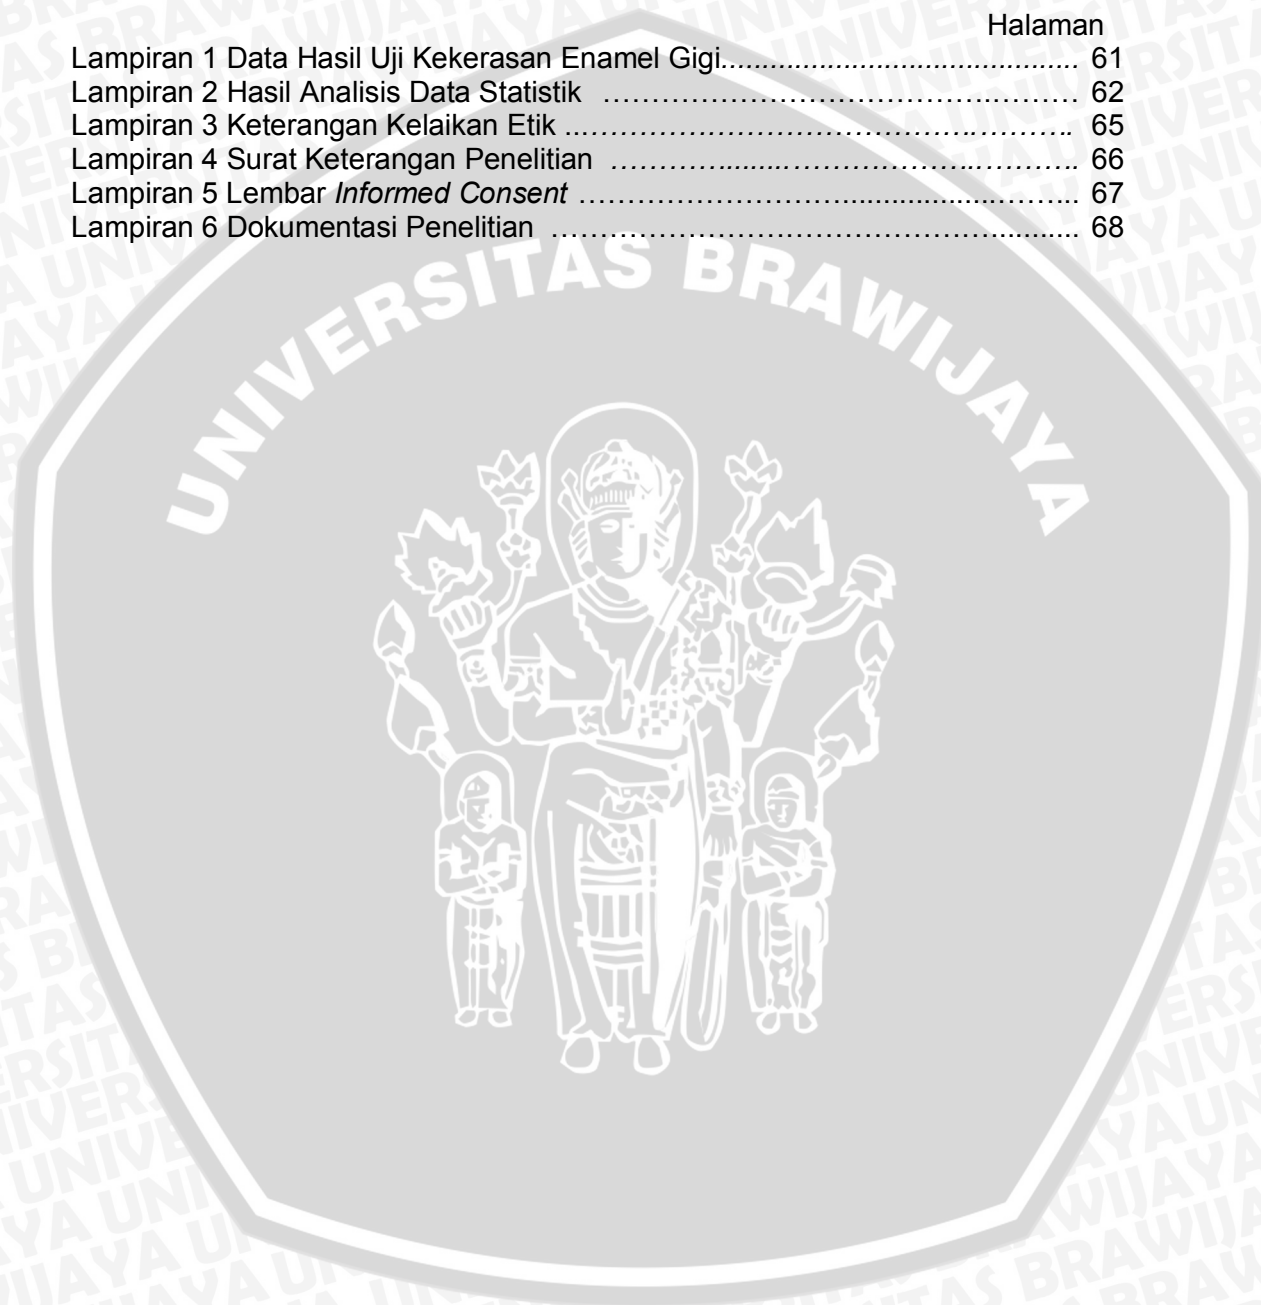 Halaman
Lampiran 1 Data Hasil Uji Kekerasan Enamel Gigi............................................ 61
Lampiran 2 Hasil Analisis Data Statistik ………………………………….……… 62
Lampiran 3 Keterangan Kelaikan Etik ...…………………………………..………. 65
Lampiran 4 Surat Keterangan Penelitian …………........……………….……….. 66
Lampiran 5 Lembar Informed Consent ………………………....................……... 67
Lampiran 6 Dokumentasi Penelitian ………………………………………........... 68
UNIVERSITAS BRAWIJAYA